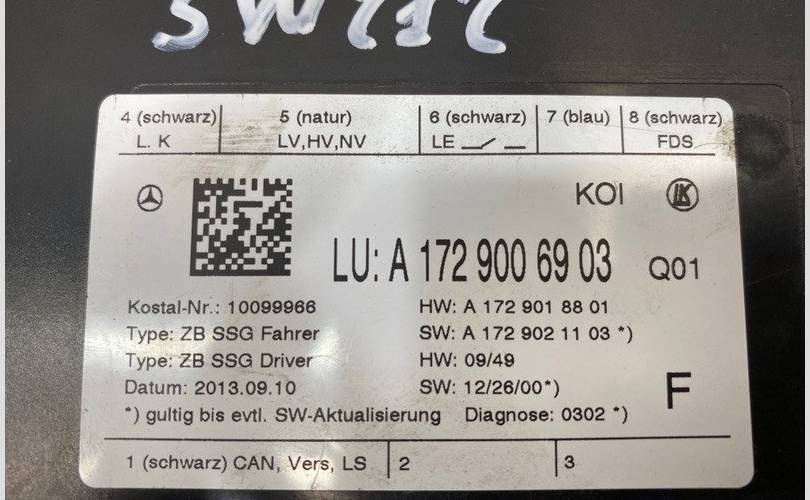 SW212
4 (schwarz) 5 (natur) 6 (schwarz) 7 (blau) 8 (schwarz)
L. K LV,HV,NV LE FDS
KOI LK
LU: A 172 900 69 03 Q01
Kostal-Nr.: 10099966 HW: A 172 901 88 01
Type: ZB SSG Fahrer SW: A 172 902 11 03 *)
Type: ZB SSG Driver HW: 09/49
Datum: 2013.09.10 SW: 12/26/00*) F
*) gultig bis evtl. SW-Aktualisierung Diagnose: 0302 *)
1 (schwarz) CAN, Vers, LS 2 3